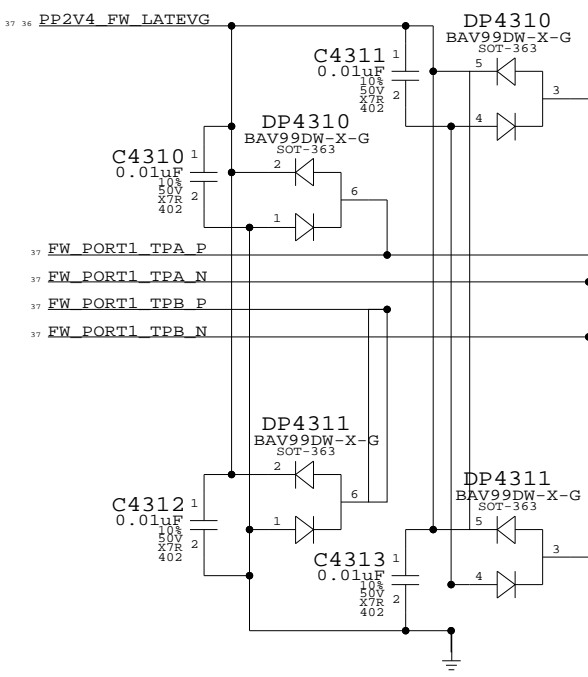 37 36 PP2V4_FW_LATEVG
DP4310
BAV99DW-X-G
SOT-363
5
3
4
C4311 1
0.01uF
10%
50V
X7R 2
402
DP4310
BAV99DW-X-G
SOT-363
2
6
1
C4310 1
0.01uF
10%
50V
X7R 2
402
37 FW_PORT1_TPA_P
37 FW_PORT1_TPA_N
37 FW_PORT1_TPB_P
37 FW_PORT1_TPB_N
DP4311
BAV99DW-X-G
SOT-363
2
6
1
C4312 1
0.01uF
10%
50V
X7R 2
402
DP4311
BAV99DW-X-G
SOT-363
5
3
4
C4313 1
0.01uF
10%
50V
X7R 2
402